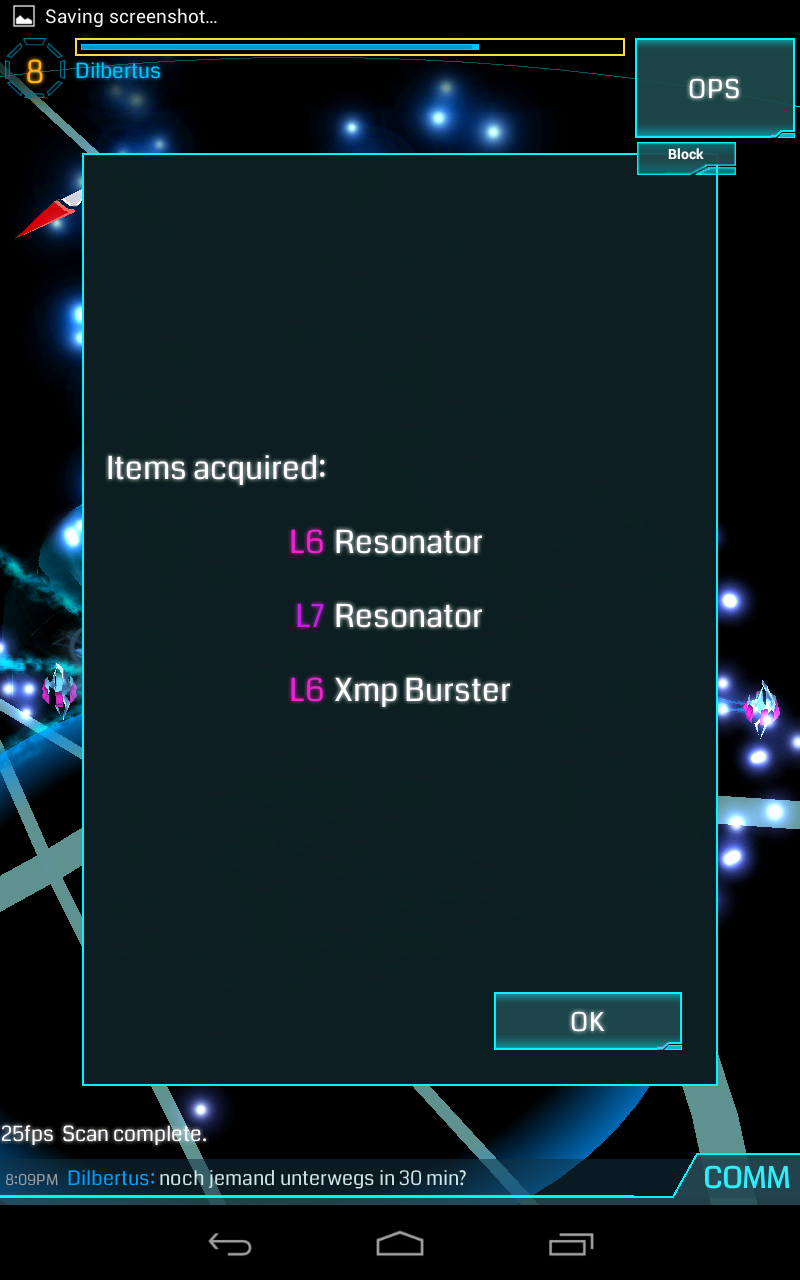 Saving screenshot...
8
Dilbertus
OPS
Block
Items acquired:
L6 Resonator
L7 Resonator
L6 Xmp Burster
OK
25fps Scan complete.
8:09PM Dilbertus: noch jemand unterwegs in 30 min?
COMM